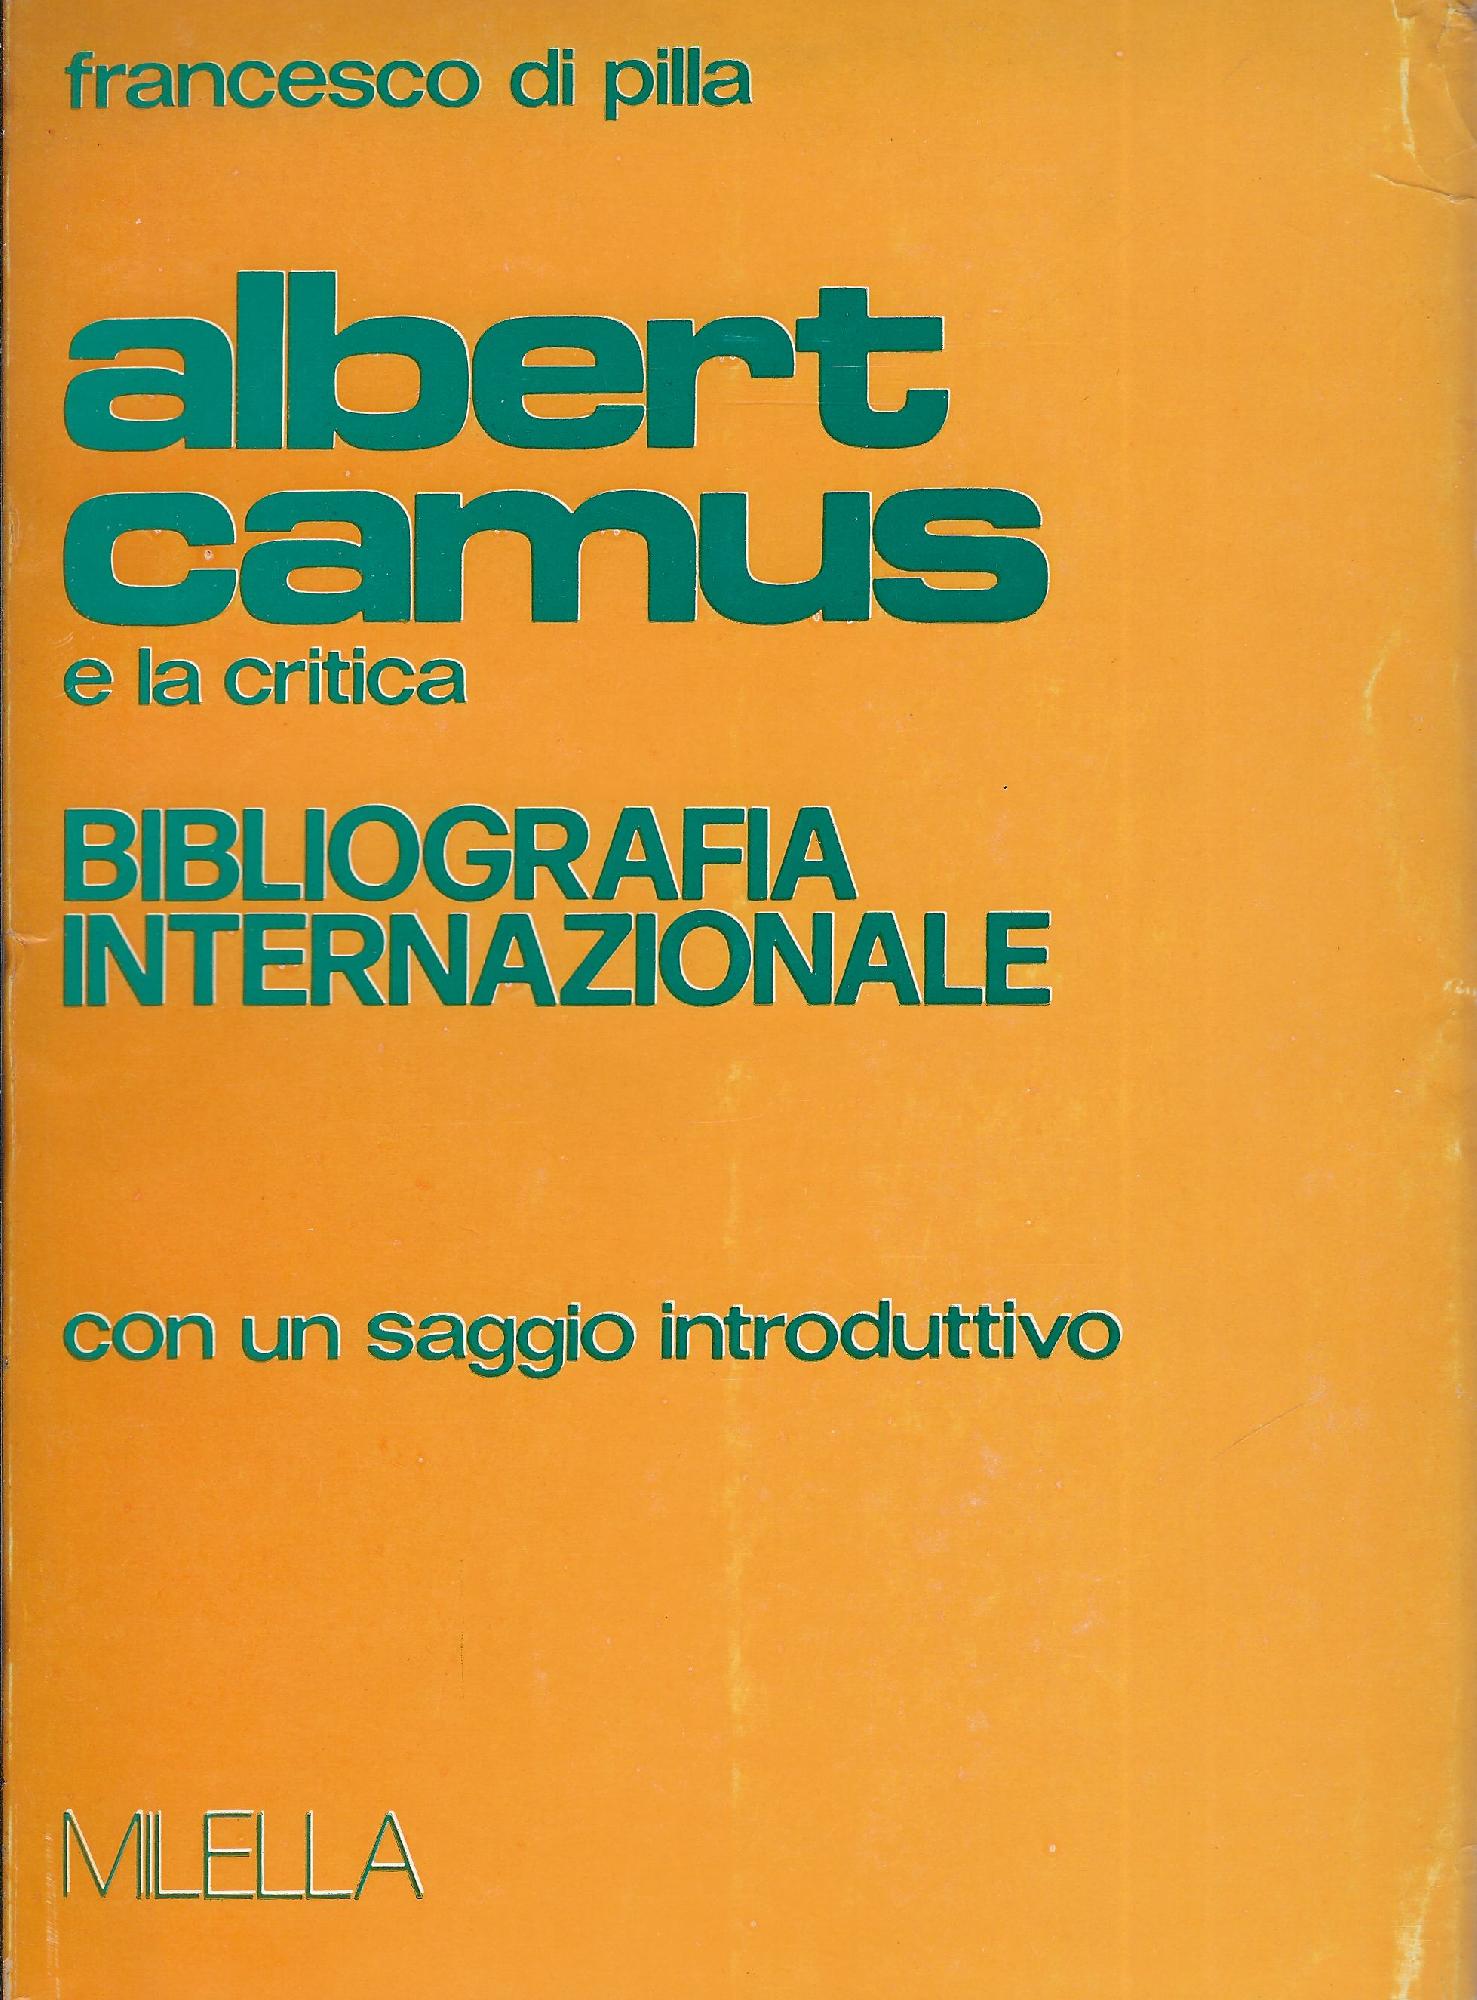 francesco di pilla
albert
camus
e la critica
BIBLIOGRAFIA
INTERNAZIONALE
con un saggio introduttivo
MILELLA